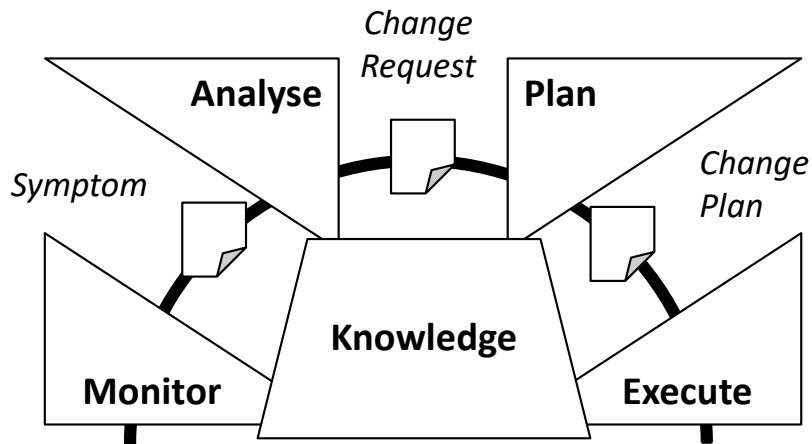 Change
Request
Analyse
Plan
Symptom
Change
Plan
Knowledge
Monitor
Execute